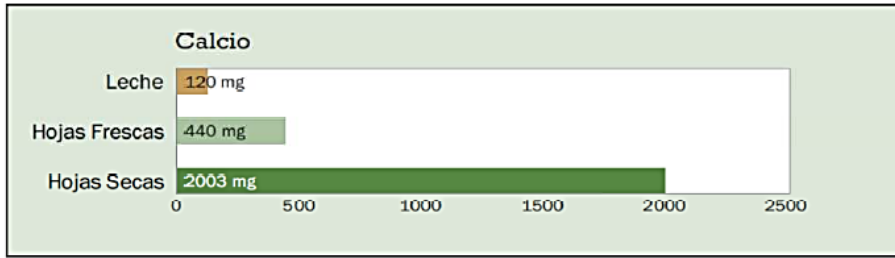 Calcio
Leche 120 mg
Hojas Frescas 440 mg
Hojas Secas 2003 mg
0 500 1000 1500 2000 2500